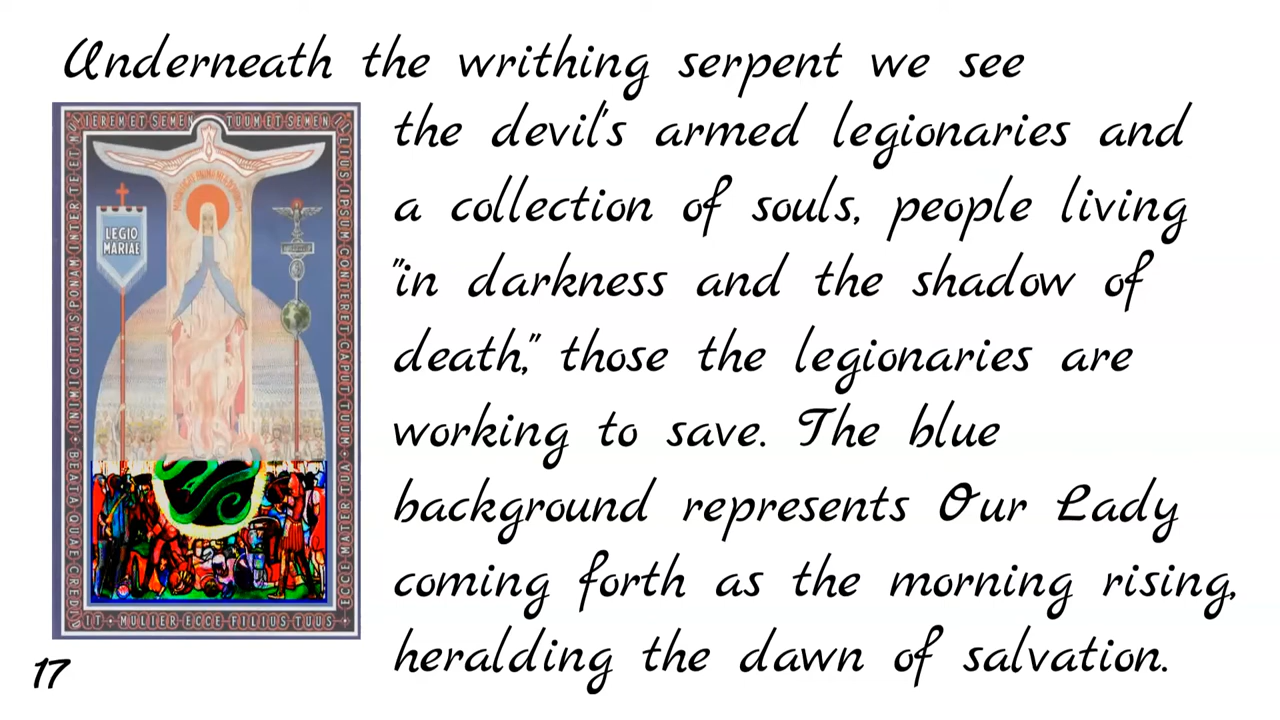 Underneath the writhing serpent we see
the devil's armed legionaries and
a collection of souls, people living
"in darkness and the shadow of
death," those the legionaries are
working to save. The blue
background represents Our Lady
coming forth as the morning rising,
heralding the dawn of salvation.
17
LEGIO
MARIAE
BEATA QUAE CREDIDIT
INIMICITIAS PONAM INTER TE ET MULIEREM ET SEMEN TUUM ET SEMEN ILLIUS IPSUM CONTERET CAPUT TUUM
MULIER ECCE FILIUS TUUS
ECCE MATER TUA